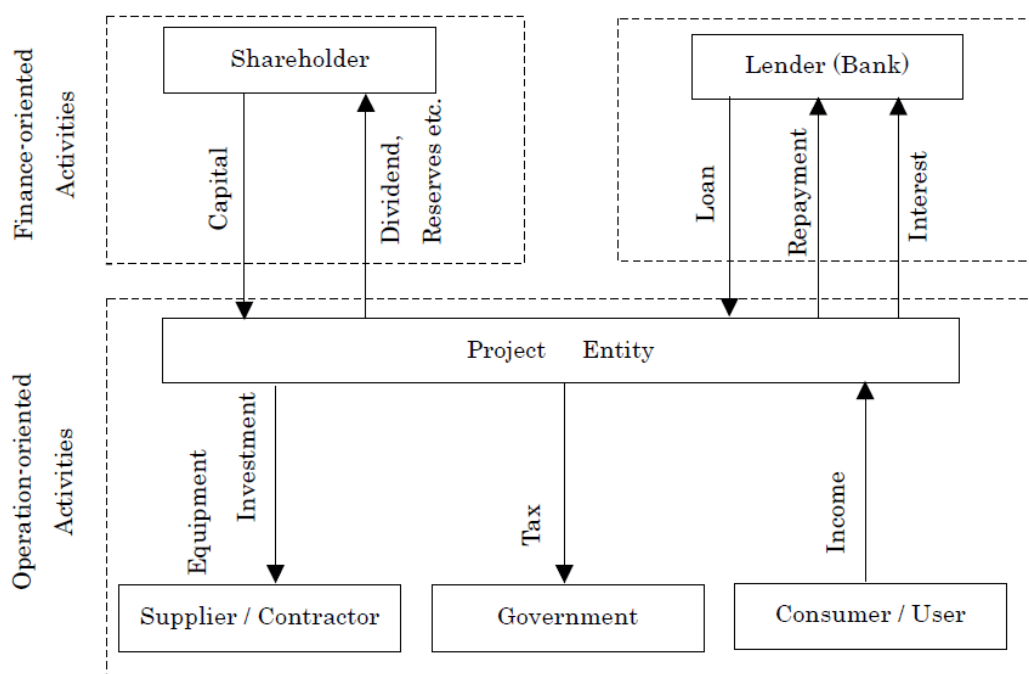 Finance-oriented
Activities
Shareholder
Lender (Bank)
Capital
Dividend,
Reserves etc.
Loan
Repayment
Interest
Operation-oriented
Activities
Project Entity
Equipment
Investment
Tax
Income
Supplier / Contractor
Government
Consumer / User